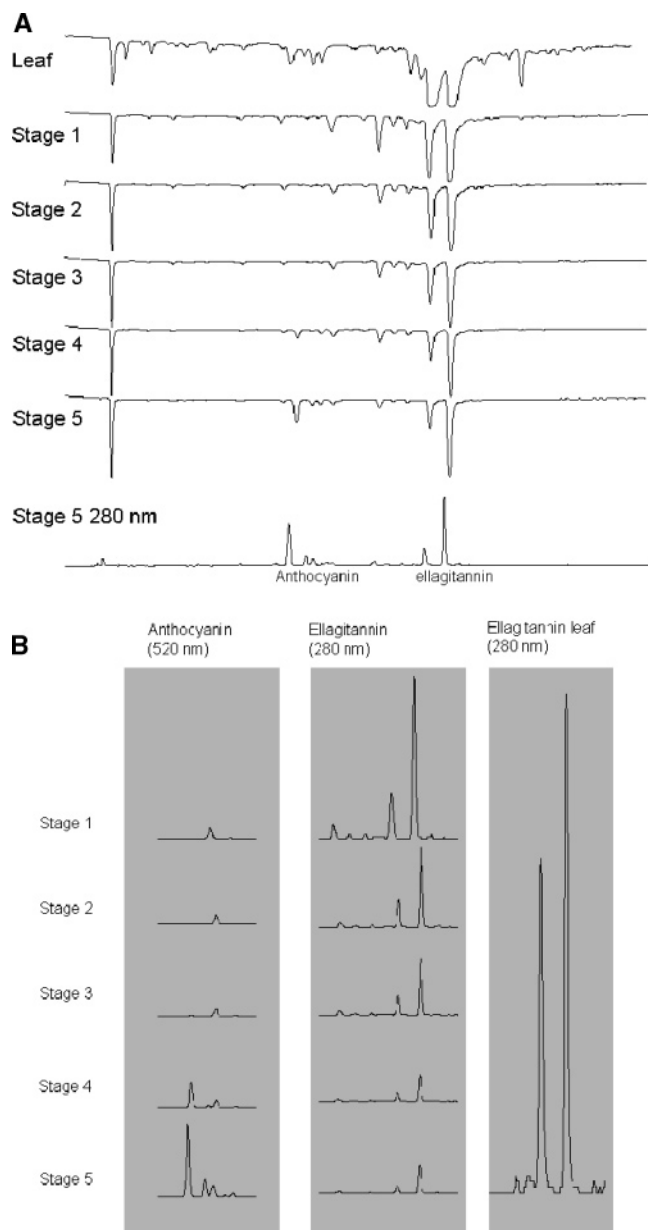 A
Leaf
Stage 1
Stage 2
Stage 3
Stage 4
Stage 5
Stage 5 280 nm
Anthocyanin ellagitannin
B
Anthocyanin
(520 nm)
Ellagitannin
(280 nm)
Ellagitannin leaf
(280 nm)
Stage 1
Stage 2
Stage 3
Stage 4
Stage 5